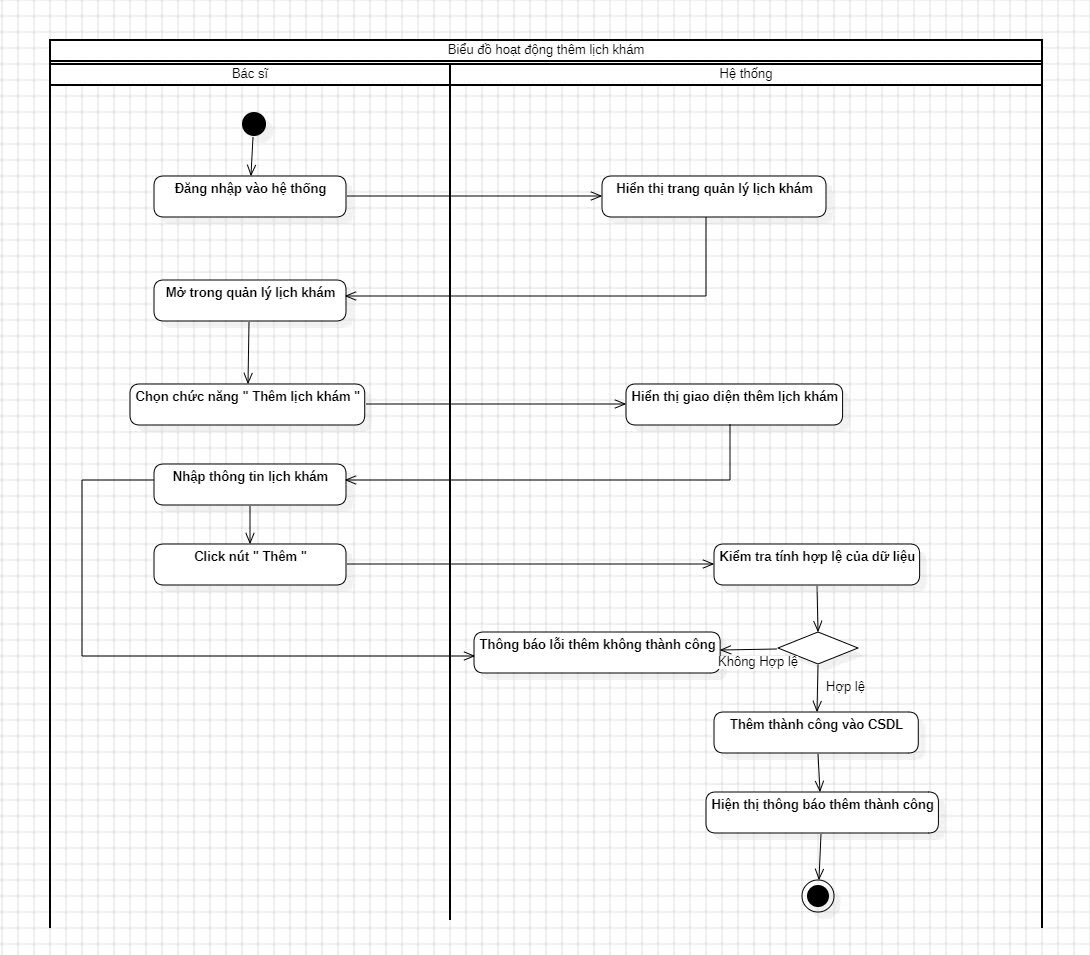 Biểu đồ hoạt động thêm lịch khám
Bác sĩ
Hệ thống
Đăng nhập vào hệ thống
Hiển thị trang quản lý lịch khám
Mở trong quản lý lịch khám
Chọn chức năng " Thêm lịch khám "
Hiển thị giao diện thêm lịch khám
Nhập thông tin lịch khám
Click nút " Thêm "
Kiểm tra tính hợp lệ của dữ liệu
Thông báo lỗi thêm không thành công
Không Hợp lệ
Hợp lệ
Thêm thành công vào CSDL
Hiện thị thông báo thêm thành công